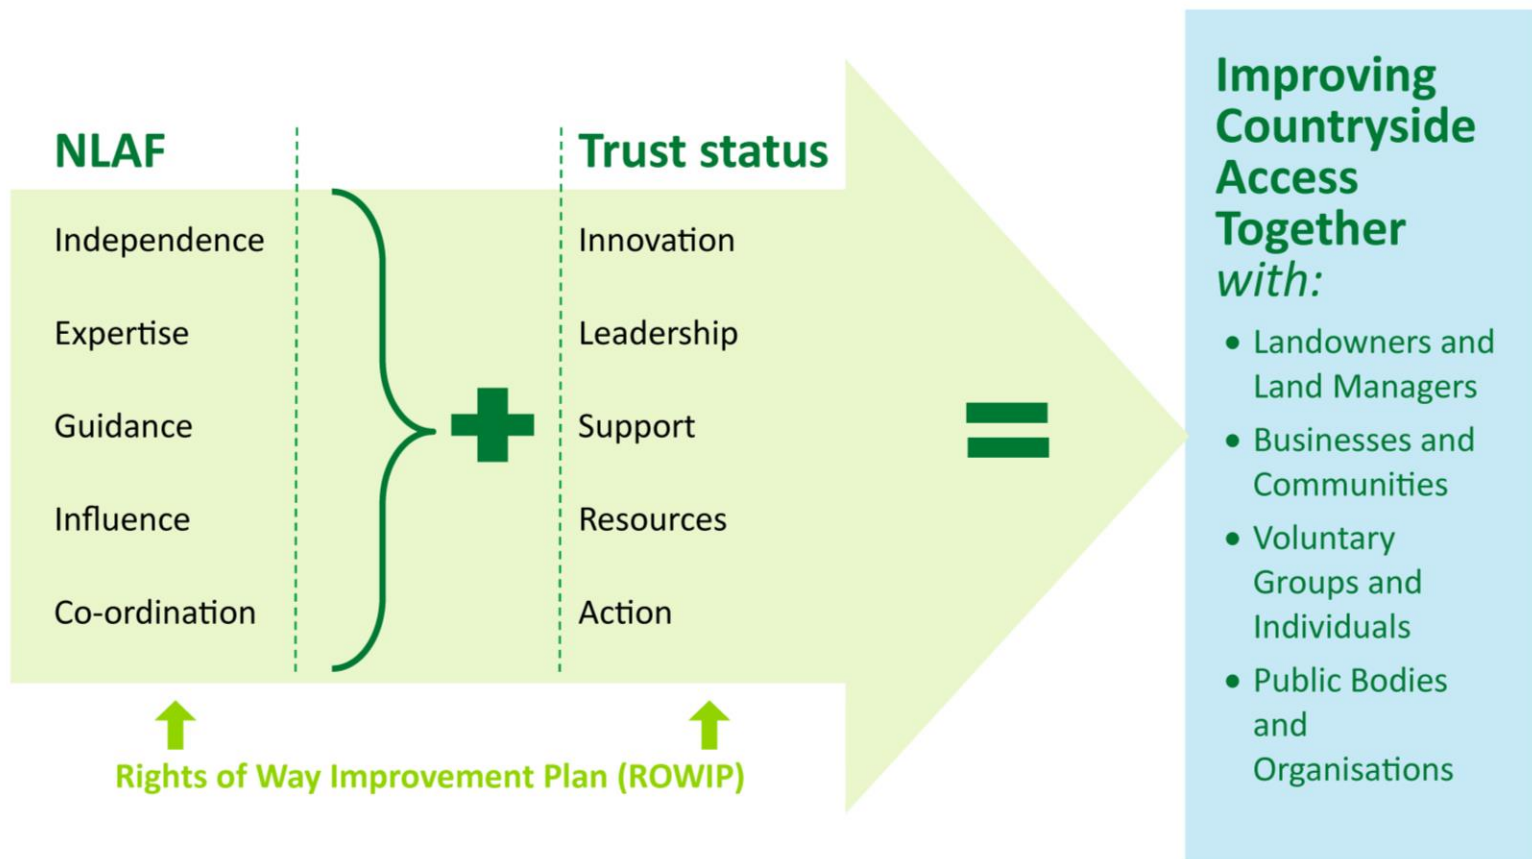 NLAF
Independence
Expertise
Guidance
Influence
Co-ordination
Trust status
Innovation
Leadership
Support
Resources
Action
Rights of Way Improvement Plan (ROWIP)
Improving
Countryside
Access
Together
with:
• Landowners and
Land Managers
• Businesses and
Communities
• Voluntary
Groups and
Individuals
• Public Bodies
and
Organisations